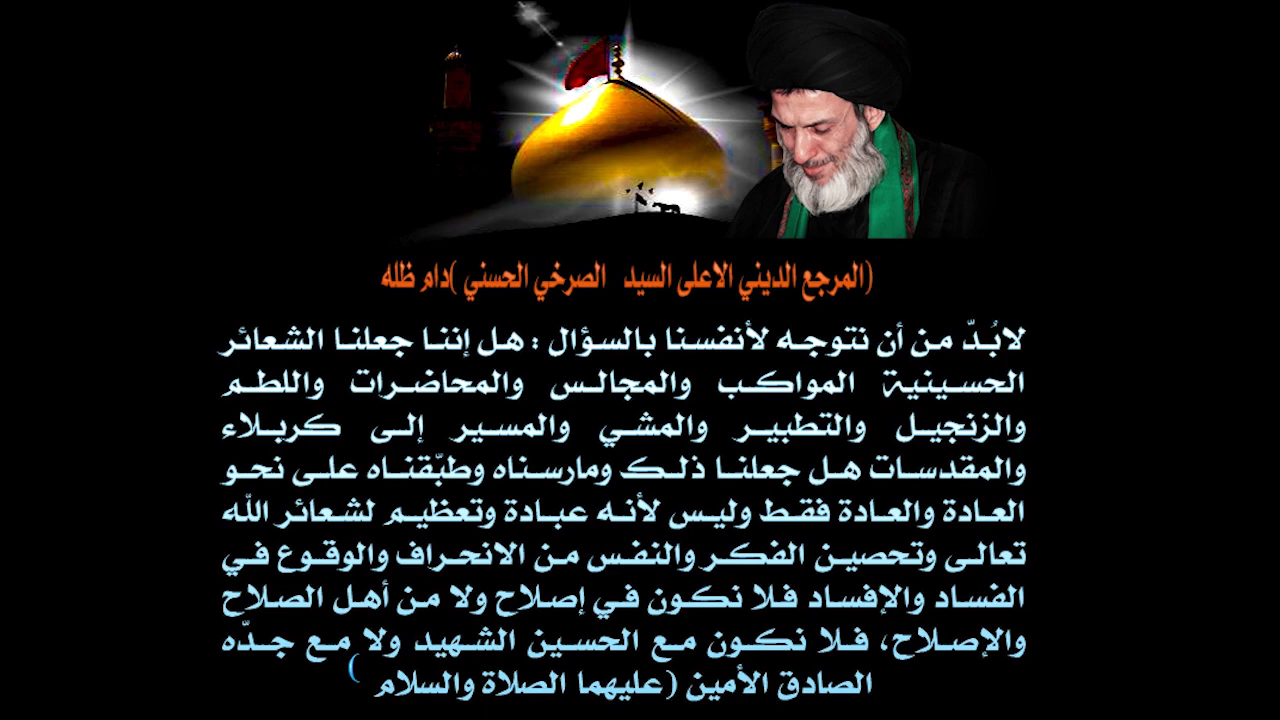 (المرجع الديني الاعلى السيد الصرخي الحسني )دام ظله
لابُدّ من أن نتوجه لأنفسنا بالسؤال : هل إننا جعلنا الشعائر
الحسينية المواكب والمجالس والمحاضرات واللطم
والزنجيل والتطبير والمشي والمسير إلى كربلاء
والمقدسات هل جعلنا ذلك ومارسناه وطبّقناه على نحو
العادة والعادة فقط وليس لأنه عبادة وتعظيم لشعائر الله
تعالى وتحصين الفكر والنفس من الانحراف والوقوع في
الفساد والإفساد فلا نكون في إصلاح ولا من أهل الصلاح
والإصلاح، فلا نكون مع الحسين الشهيد ولا مع جدّه
الصادق الأمين (عليهما الصلاة والسلام )